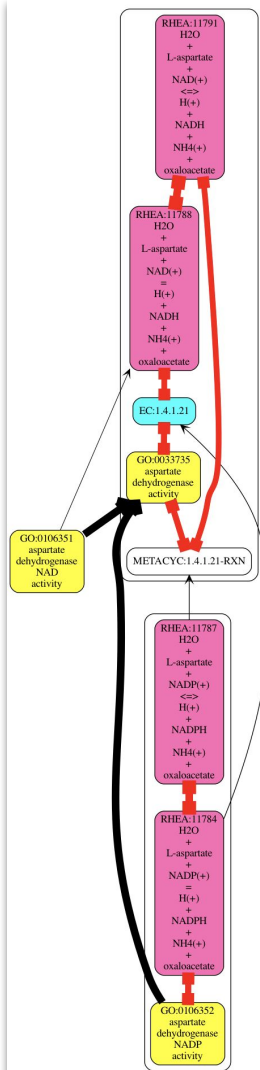 RHEA:11791
H2O
+
L-aspartate
+
NAD(+)
<=>
H(+)
+
NADH
+
NH4(+)
+
oxaloacetate
RHEA:11788
H2O
+
L-aspartate
+
NAD(+)
=
H(+)
+
NADH
+
NH4(+)
+
oxaloacetate
EC:1.4.1.21
GO:0033735
aspartate
dehydrogenase
activity
GO:0106351
aspartate
dehydrogenase
NAD
activity
METACYC:1.4.1.21-RXN
RHEA:11787
H2O
+
L-aspartate
+
NADP(+)
<=>
H(+)
+
NADPH
+
NH4(+)
+
oxaloacetate
RHEA:11784
H2O
+
L-aspartate
+
NADP(+)
=
H(+)
+
NADPH
+
NH4(+)
+
oxaloacetate
GO:0106352
aspartate
dehydrogenase
NADP
activity